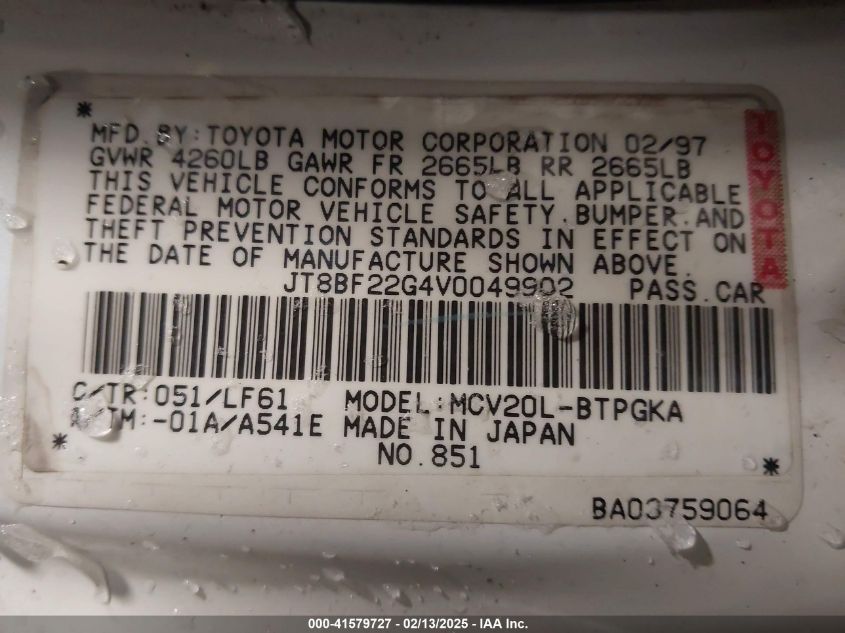 MFD. BY: TOYOTA MOTOR CORPORATION 02/97
GVWR 4260LB GAWR FR 2665LB RR 2665LB
THIS VEHICLE CONFORMS TO ALL APPLICABLE
FEDERAL MOTOR VEHICLE SAFETY, BUMPER, AND
THEFT PREVENTION STANDARDS IN EFFECT ON
THE DATE OF MANUFACTURE SHOWN ABOVE.
TOYOTA
JT8BF22G4V0049902 PASS. CAR
C/TR: 051/LF61 MODEL: MCV20L-BTPGKA
/TM: -01A/A541E MADE IN JAPAN
NO. 851
BA03759064
000-41579727 - 02/13/2025 - IAA Inc.